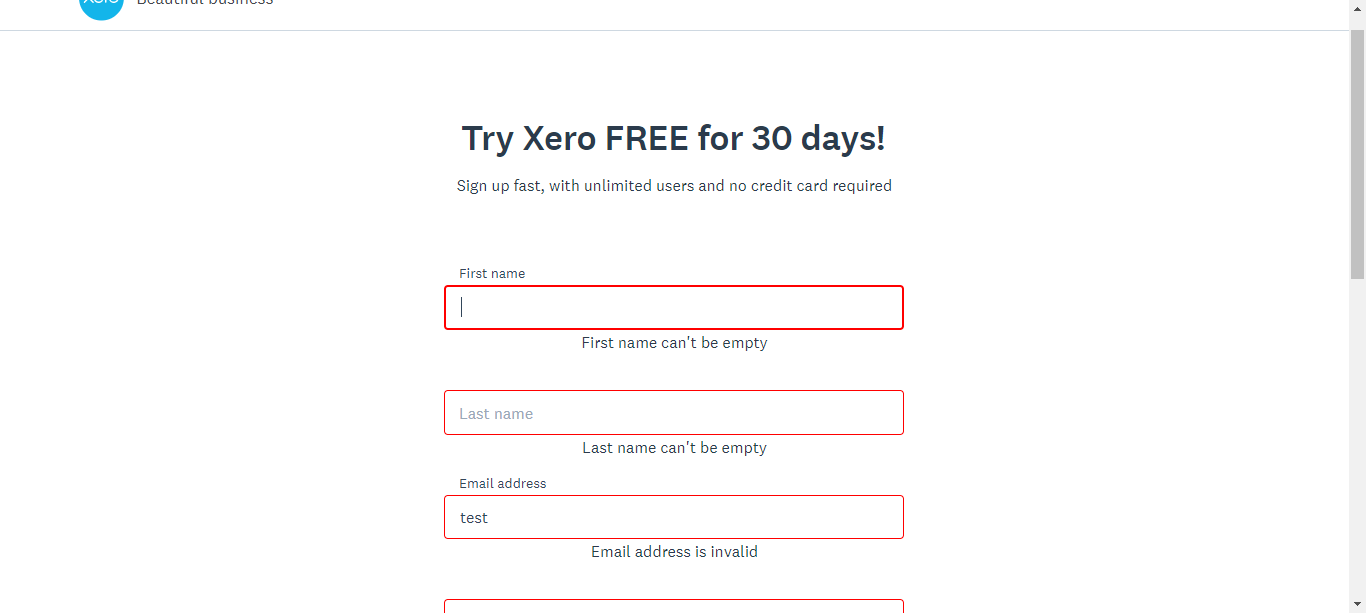 Beautiful business
Try Xero FREE for 30 days!
Sign up fast, with unlimited users and no credit card required
First name
First name can't be empty
Last name
Last name can't be empty
Email address
test
Email address is invalid